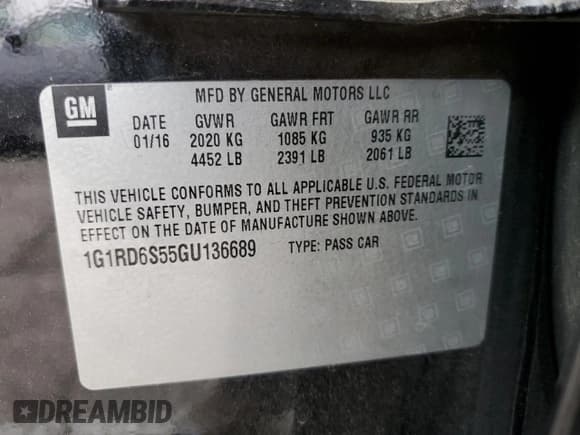 GM
MFD BY GENERAL MOTORS LLC
DATE GVWR GAWR FRT GAWR RR
01/16 2020 KG 1085 KG 935 KG
4452 LB 2391 LB 2061 LB
THIS VEHICLE CONFORMS TO ALL APPLICABLE U.S. FEDERAL MOTOR
VEHICLE SAFETY, BUMPER, AND THEFT PREVENTION STANDARDS IN
EFFECT ON THE DATE OF MANUFACTURE SHOWN ABOVE.
1G1RD6S55GU136689 TYPE: PASS CAR
DREAMBID